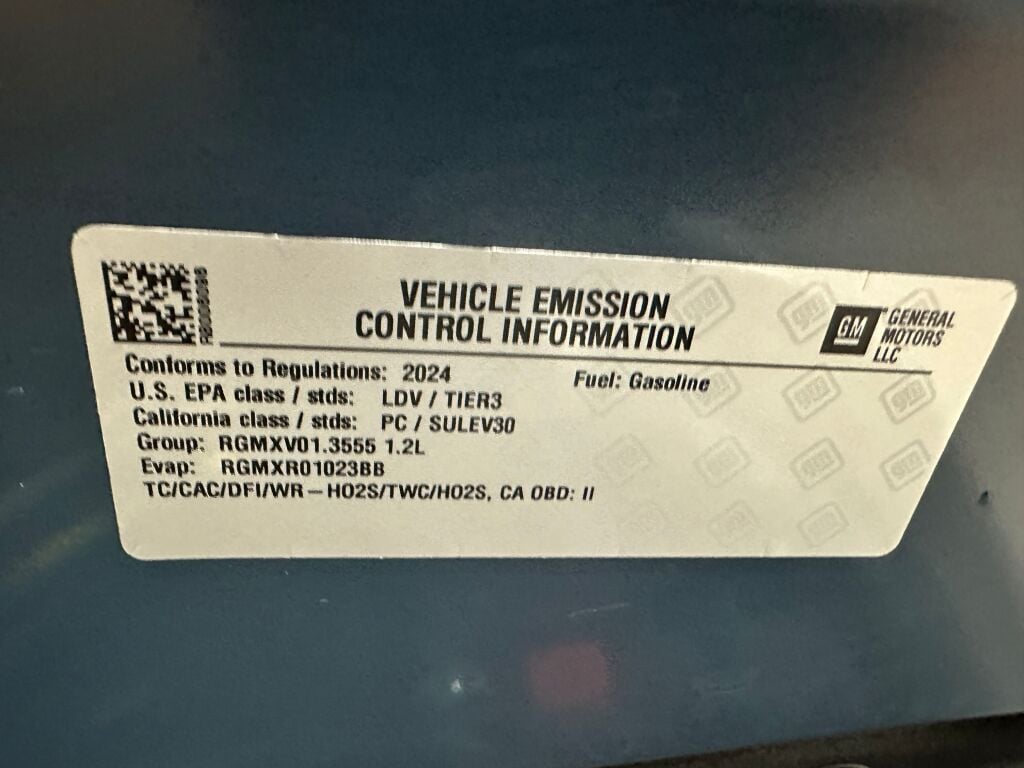 VEHICLE EMISSION
CONTROL INFORMATION
GM GENERAL
MOTORS
LLC
Conforms to Regulations: 2024
Fuel: Gasoline
U.S. EPA class / stds: LDV / TIER3
California class / stds: PC / SULEV30
Group: RGMXV01.3555 1.2L
Evap: RGMXR01023BB
TC/CAC/DFI/WR–HO2S/TWC/HO2S, CA OBD: II